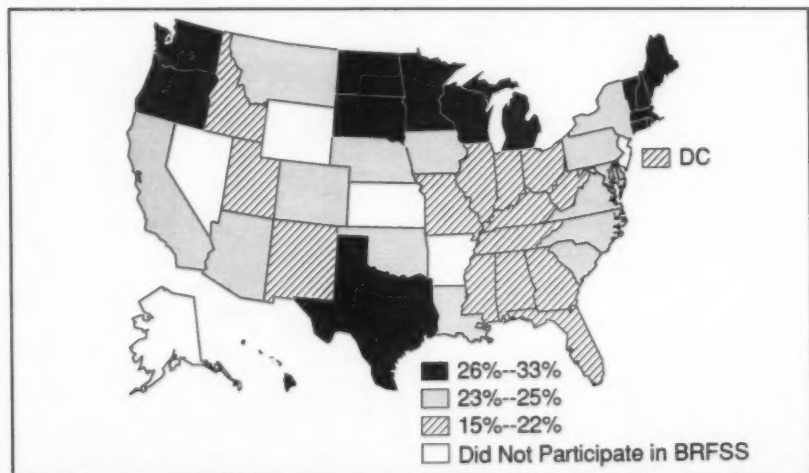 DC
26%--33%
23%--25%
15%--22%
Did Not Participate in BRFSS